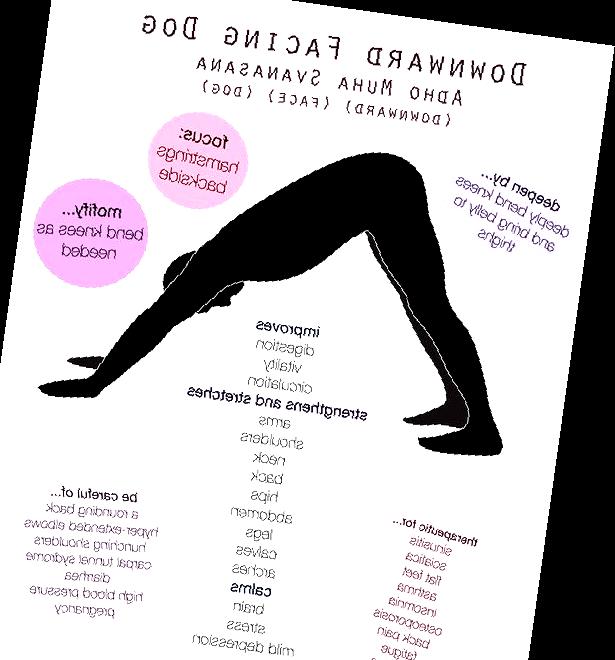 DOWNWARD FACING DOG
ADHO MUHA SVANASANA
(DOWNWARD) (FACE) (DOG)
focus:
hamstrings
backside
deepen by...
deeply bend knees
and bring belly to
thighs
motify...
bend knees as
needed
improves
digestion
vitality
circulation
strengthens and stretches
arms
shoulders
neck
back
hips
abdomen
legs
calves
arches
calms
brain
stress
mild depression
be careful of...
a rounding back
hyper-extended elbows
hunching shoulders
carpal tunnel sydrome
diarrhea
high blood pressure
pregnancy
therapeutic for...
sinusitis
sciatica
flat feet
asthma
insomnia
osteoporosis
back pain
fatigue